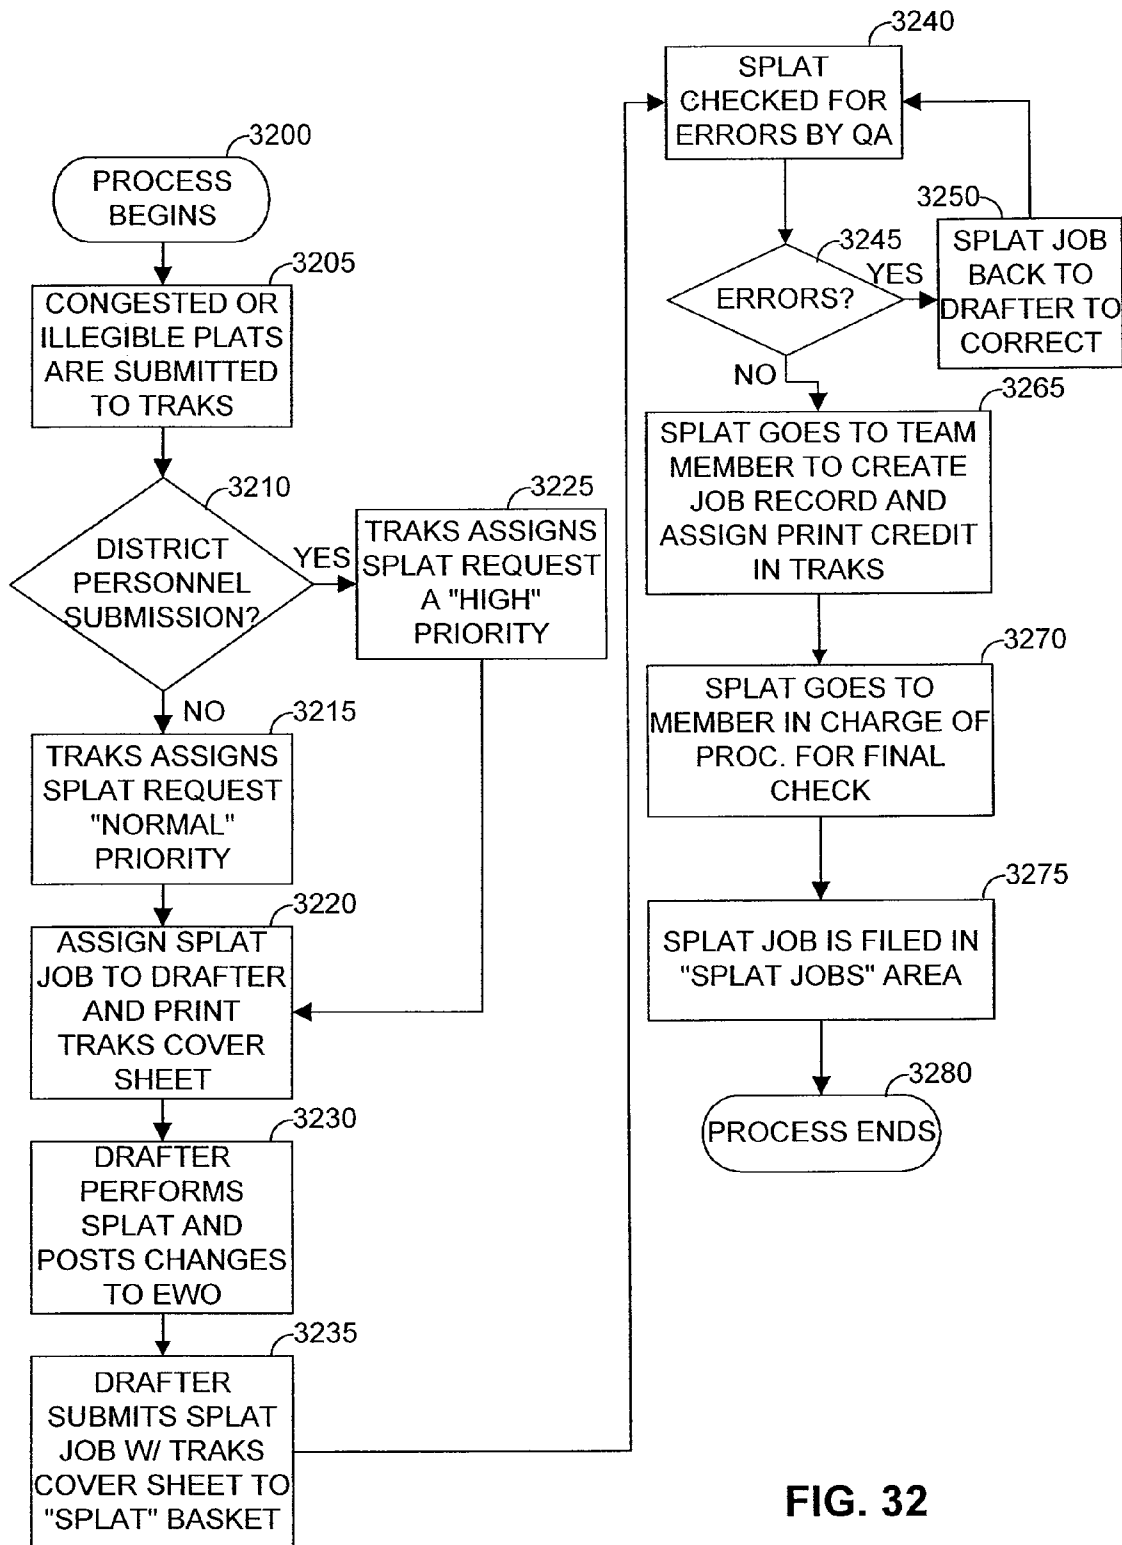 3200
PROCESS
BEGINS
3205
CONGESTED OR
ILLEGIBLE PLATS
ARE SUBMITTED
TO TRAKS
3210
DISTRICT
PERSONNEL
SUBMISSION?
YES
NO
3225
TRAKS ASSIGNS
SPLAT REQUEST
A "HIGH"
PRIORITY
3215
TRAKS ASSIGNS
SPLAT REQUEST
"NORMAL"
PRIORITY
3220
ASSIGN SPLAT
JOB TO DRAFTER
AND PRINT
TRAKS COVER
SHEET
3230
DRAFTER
PERFORMS
SPLAT AND
POSTS CHANGES
TO EWO
3235
DRAFTER
SUBMITS SPLAT
JOB W/ TRAKS
COVER SHEET TO
"SPLAT" BASKET
3240
SPLAT
CHECKED FOR
ERRORS BY QA
3245
ERRORS?
YES
NO
3250
SPLAT JOB
BACK TO
DRAFTER TO
CORRECT
3265
SPLAT GOES TO TEAM
MEMBER TO CREATE
JOB RECORD AND
ASSIGN PRINT CREDIT
IN TRAKS
3270
SPLAT GOES TO
MEMBER IN CHARGE OF
PROC. FOR FINAL
CHECK
3275
SPLAT JOB IS FILED IN
"SPLAT JOBS" AREA
3280
PROCESS ENDS
FIG. 32